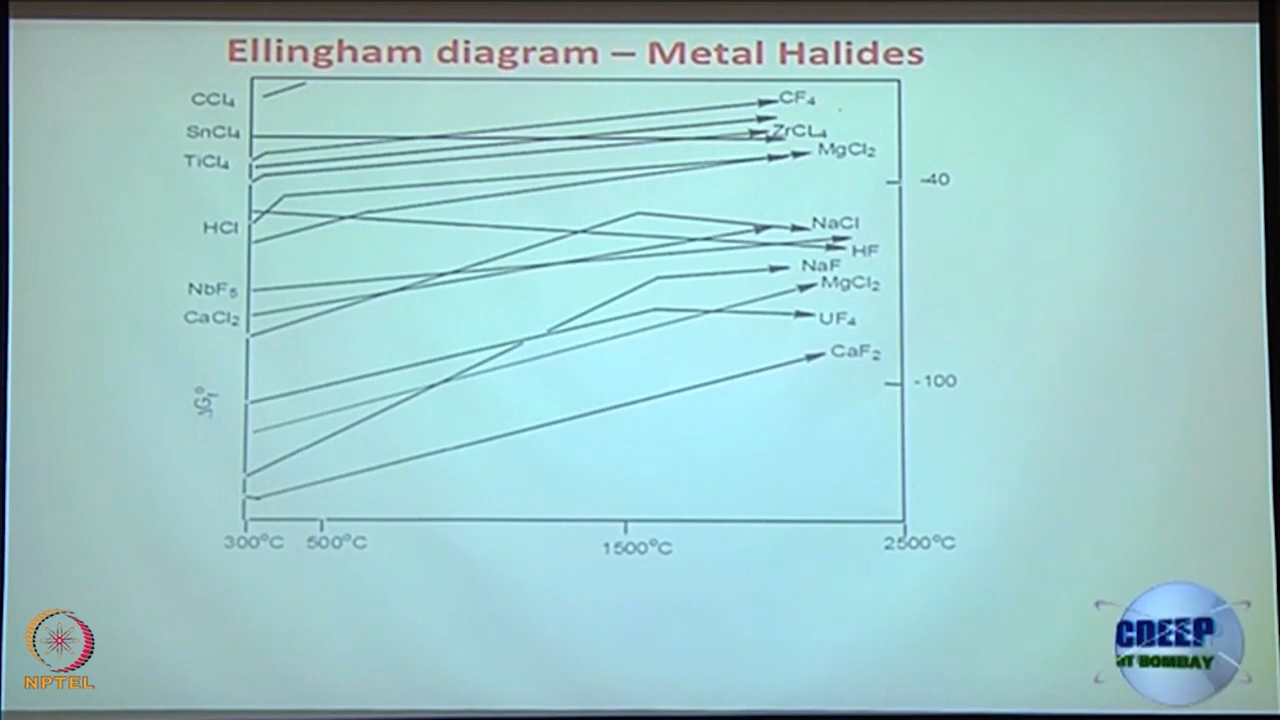 Ellingham diagram – Metal Halides
CCl₄
CF₄
SnCl₄
ZrCL₄
TiCl₄
MgCl₂
-40
HCl
NaCl
HF
NaF
NbF₅
MgCl₂
CaCl₂
UF₄
CaF₂
-100
ΔG°f
300°C 500°C 1500°C 2500°C
NPTEL
CDEEP
IIT BOMBAY